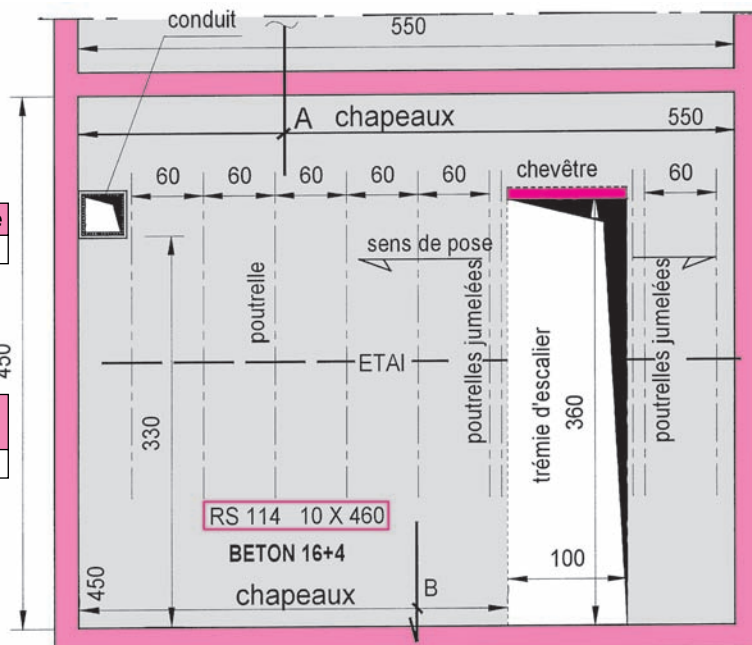 conduit
550
A chapeaux 550
60 60 60 60 60 chevêtre 60
e
sens de pose
poutrelle
poutrelles jumelées
trémie d'escalier
360
poutrelles jumelées
450
ETAI
330
RS 114 10 X 460
BETON 16+4
100
450
chapeaux B